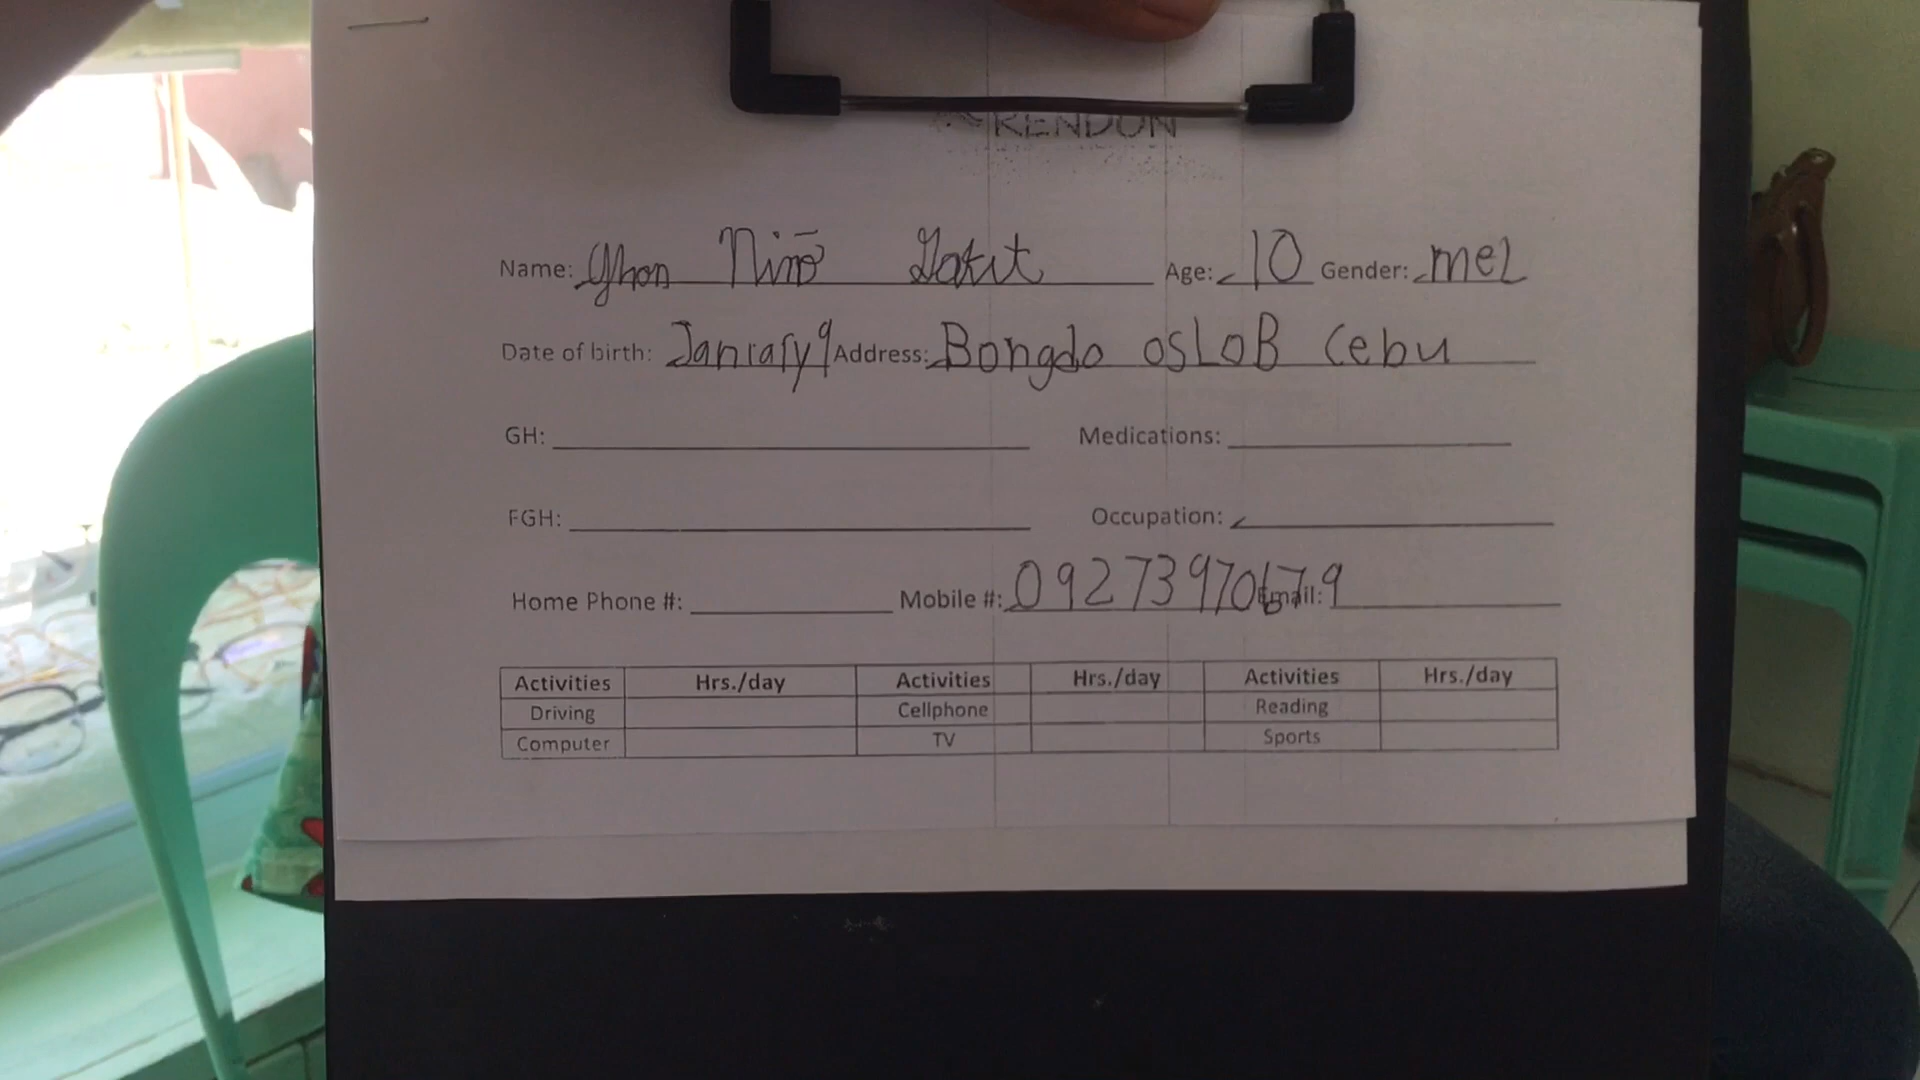 RENDON
Name: Ghon Niño Gakit Age: 10 Gender: mel
Date of birth: Janrary 9 Address: Bongdo osLoB Cebu
GH: Medications:
FGH: Occupation:
Home Phone #: Mobile #: 09273970679 Email:
Activities Hrs./day Activities Hrs./day Activities Hrs./day
Driving Cellphone Reading
Computer TV Sports